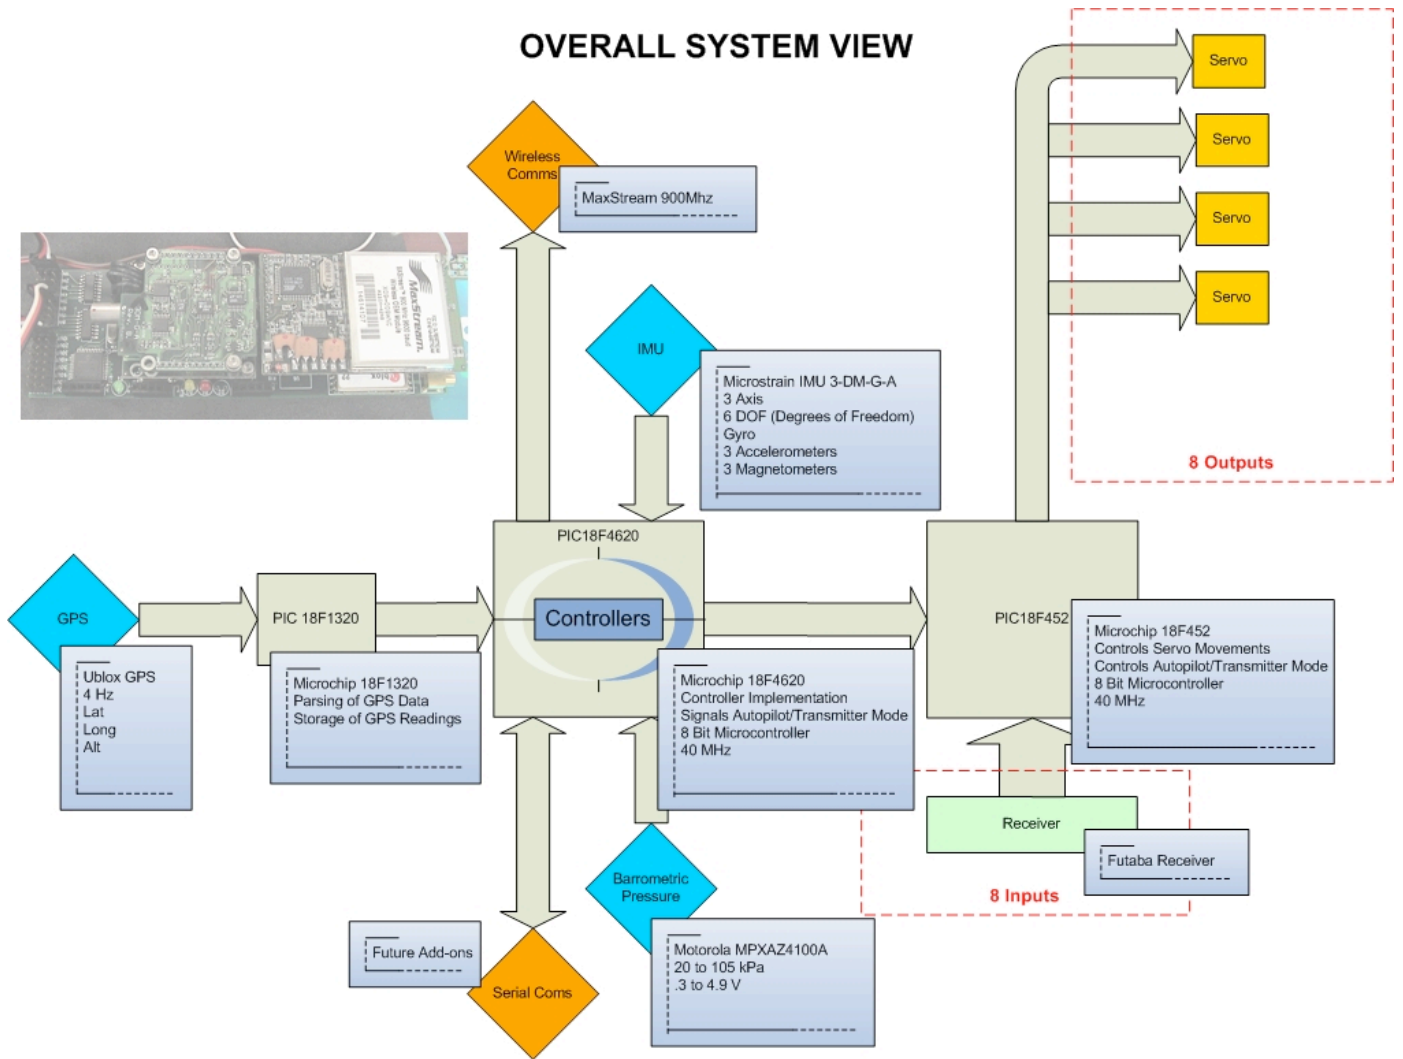 OVERALL SYSTEM VIEW
Servo
Servo
Servo
Servo
8 Outputs
Wireless
Comms
MaxStream 900Mhz
MaxStream
IMU
Microstrain IMU 3-DM-G-A
3 Axis
6 DOF (Degrees of Freedom)
Gyro
3 Accelerometers
3 Magnetometers
GPS
Ublox GPS
4 Hz
Lat
Long
Alt
PIC 18F1320
Microchip 18F1320
Parsing of GPS Data
Storage of GPS Readings
PIC18F4620
Controllers
Microchip 18F4620
Controller Implementation
Signals Autopilot/Transmitter Mode
8 Bit Microcontroller
40 MHz
PIC18F452
Microchip 18F452
Controls Servo Movements
Controls Autopilot/Transmitter Mode
8 Bit Microcontroller
40 MHz
Receiver
Futaba Receiver
8 Inputs
Barrometric
Pressure
Motorola MPXAZ4100A
20 to 105 kPa
.3 to 4.9 V
Future Add-ons
Serial Coms